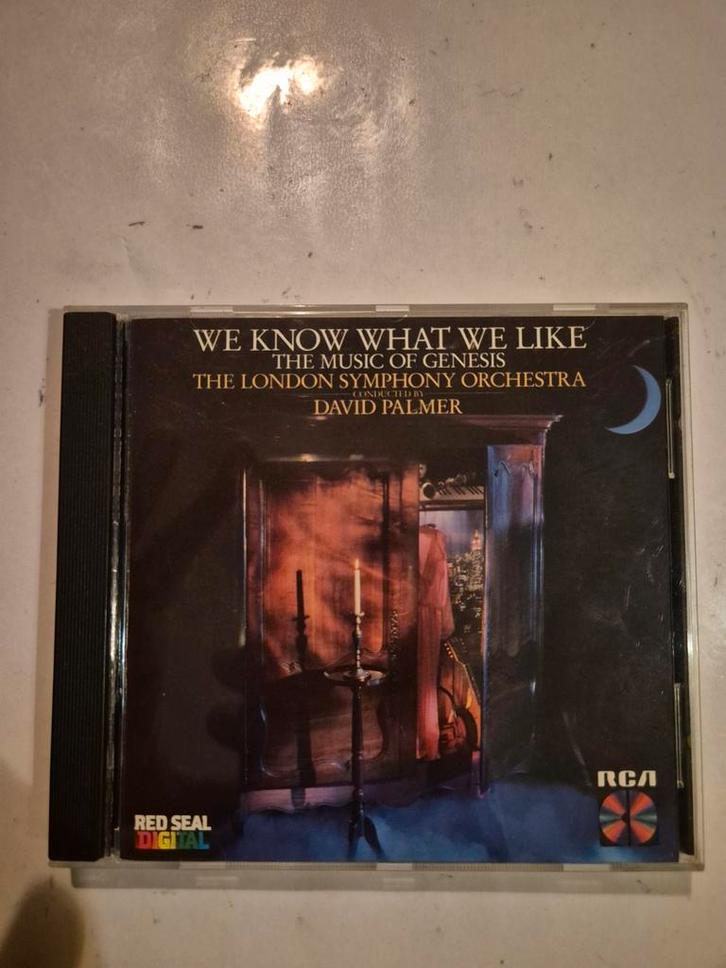 WE KNOW WHAT WE LIKE
THE MUSIC OF GENESIS
THE LONDON SYMPHONY ORCHESTRA
CONDUCTED BY
DAVID PALMER
RCA
RED SEAL
DIGITAL